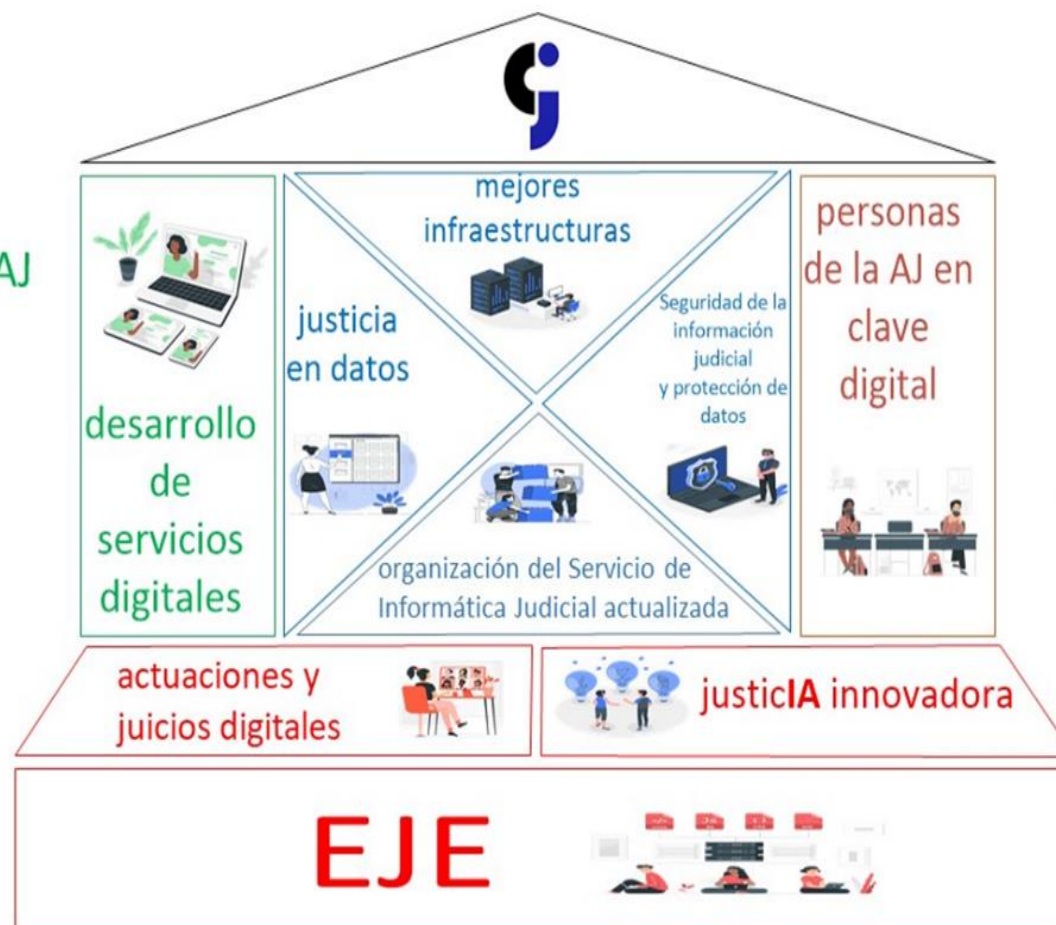 AJ
desarrollo
de
servicios
digitales
justicia
en datos
mejores
infraestructuras
Seguridad de la
información
judicial
y protección de
datos
organización del Servicio de
Informática Judicial actualizada
personas
de la AJ en
clave
digital
actuaciones y
juicios digitales
justicIA innovadora
EJE